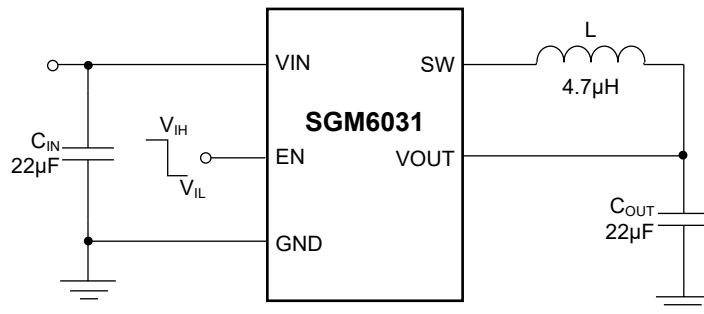 L
VIN
SW
4.7μH
SGM6031
V_IH
C_IN
22μF
EN
VOUT
V_IL
C_OUT
22μF
GND